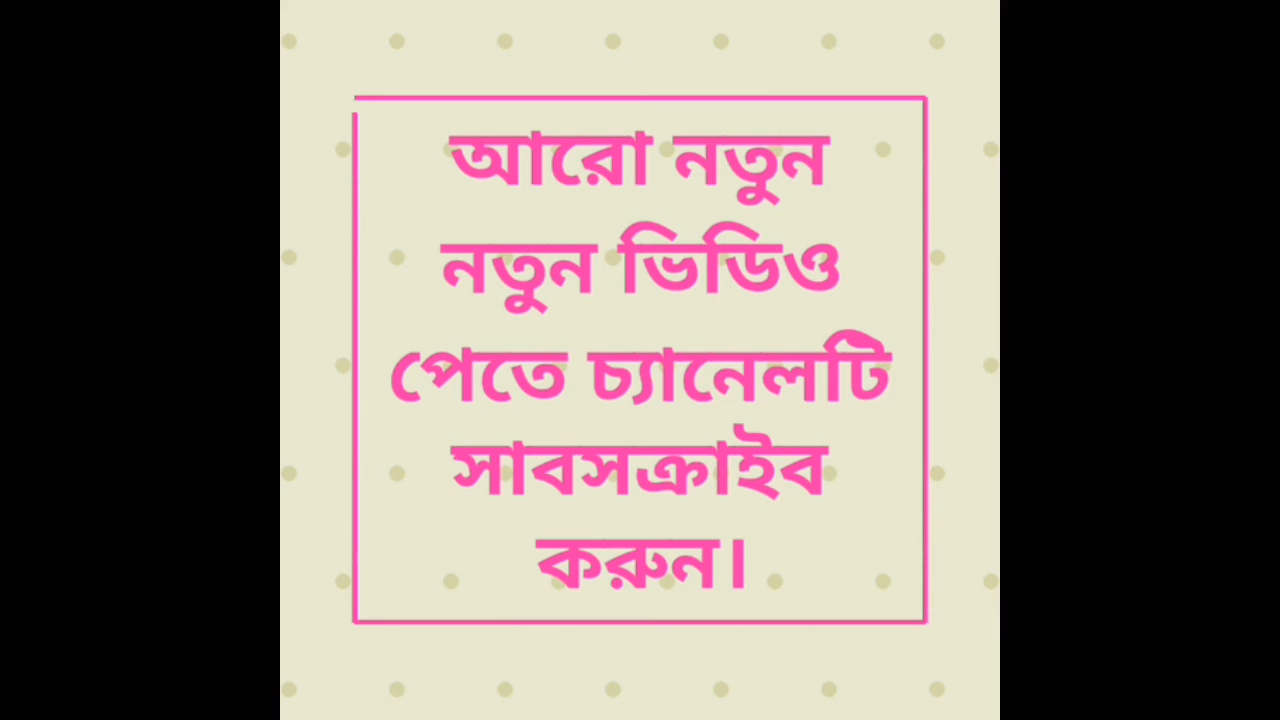 আরো নতুন
নতুন ভিডিও
পেতে চ্যানেলটি
সাবসক্রাইব
করুন।